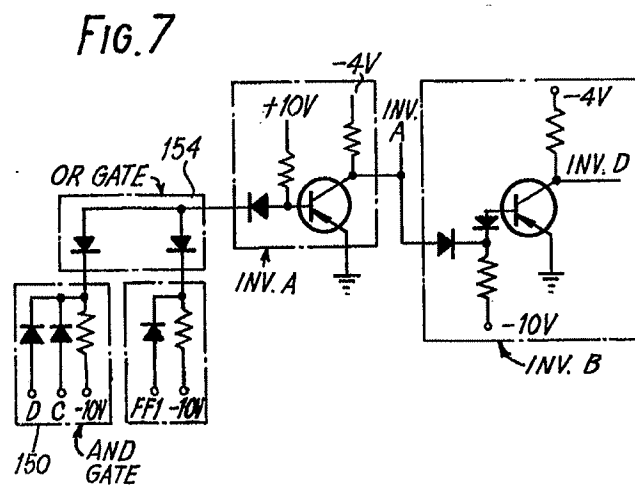 FIG. 7
-4V
+10V
INV.
A
-4V
INV. D
154
OR GATE
INV. A
-10V
INV. B
D C -10V
FF1 -10V
150
AND
GATE